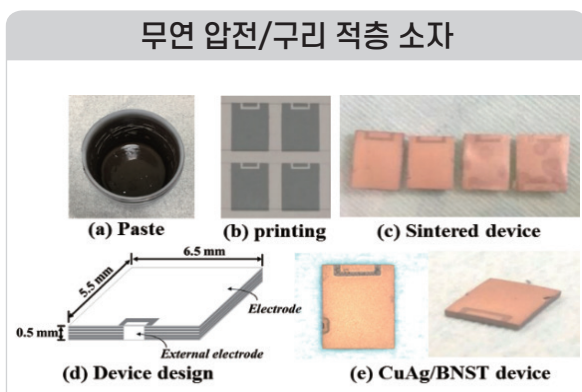 무연 압전/구리 적층 소자
(a) Paste
(b) printing
(c) Sintered device
6.5 mm
5.5 mm
Electrode
0.5 mm
External electrode
(d) Device design
(e) CuAg/BNST device